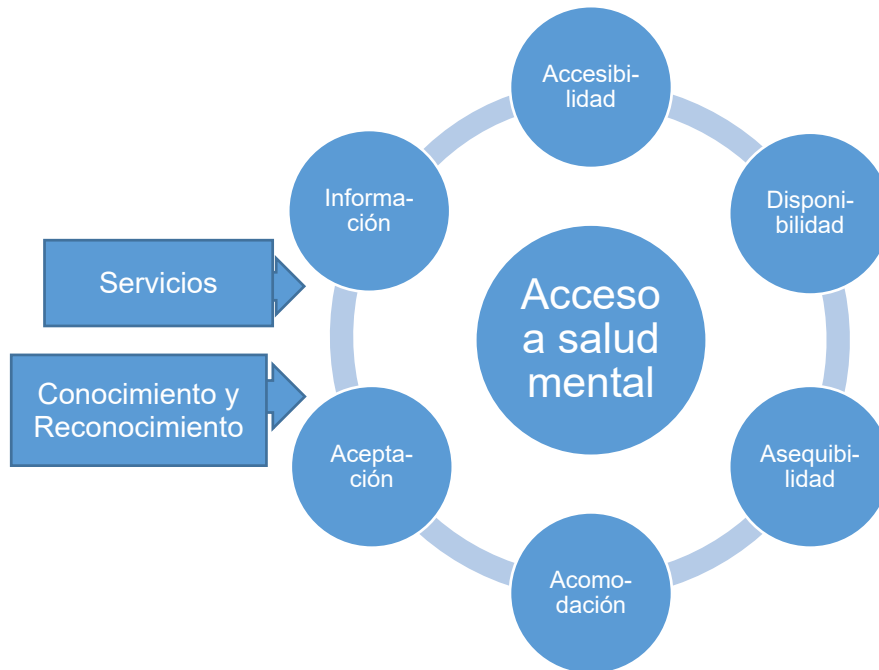 Accesibi-
lidad
Disponi-
bilidad
Asequibi-
lidad
Acomo-
dación
Acepta-
ción
Informa-
ción
Acceso
a salud
mental
Servicios
Conocimiento y
Reconocimiento